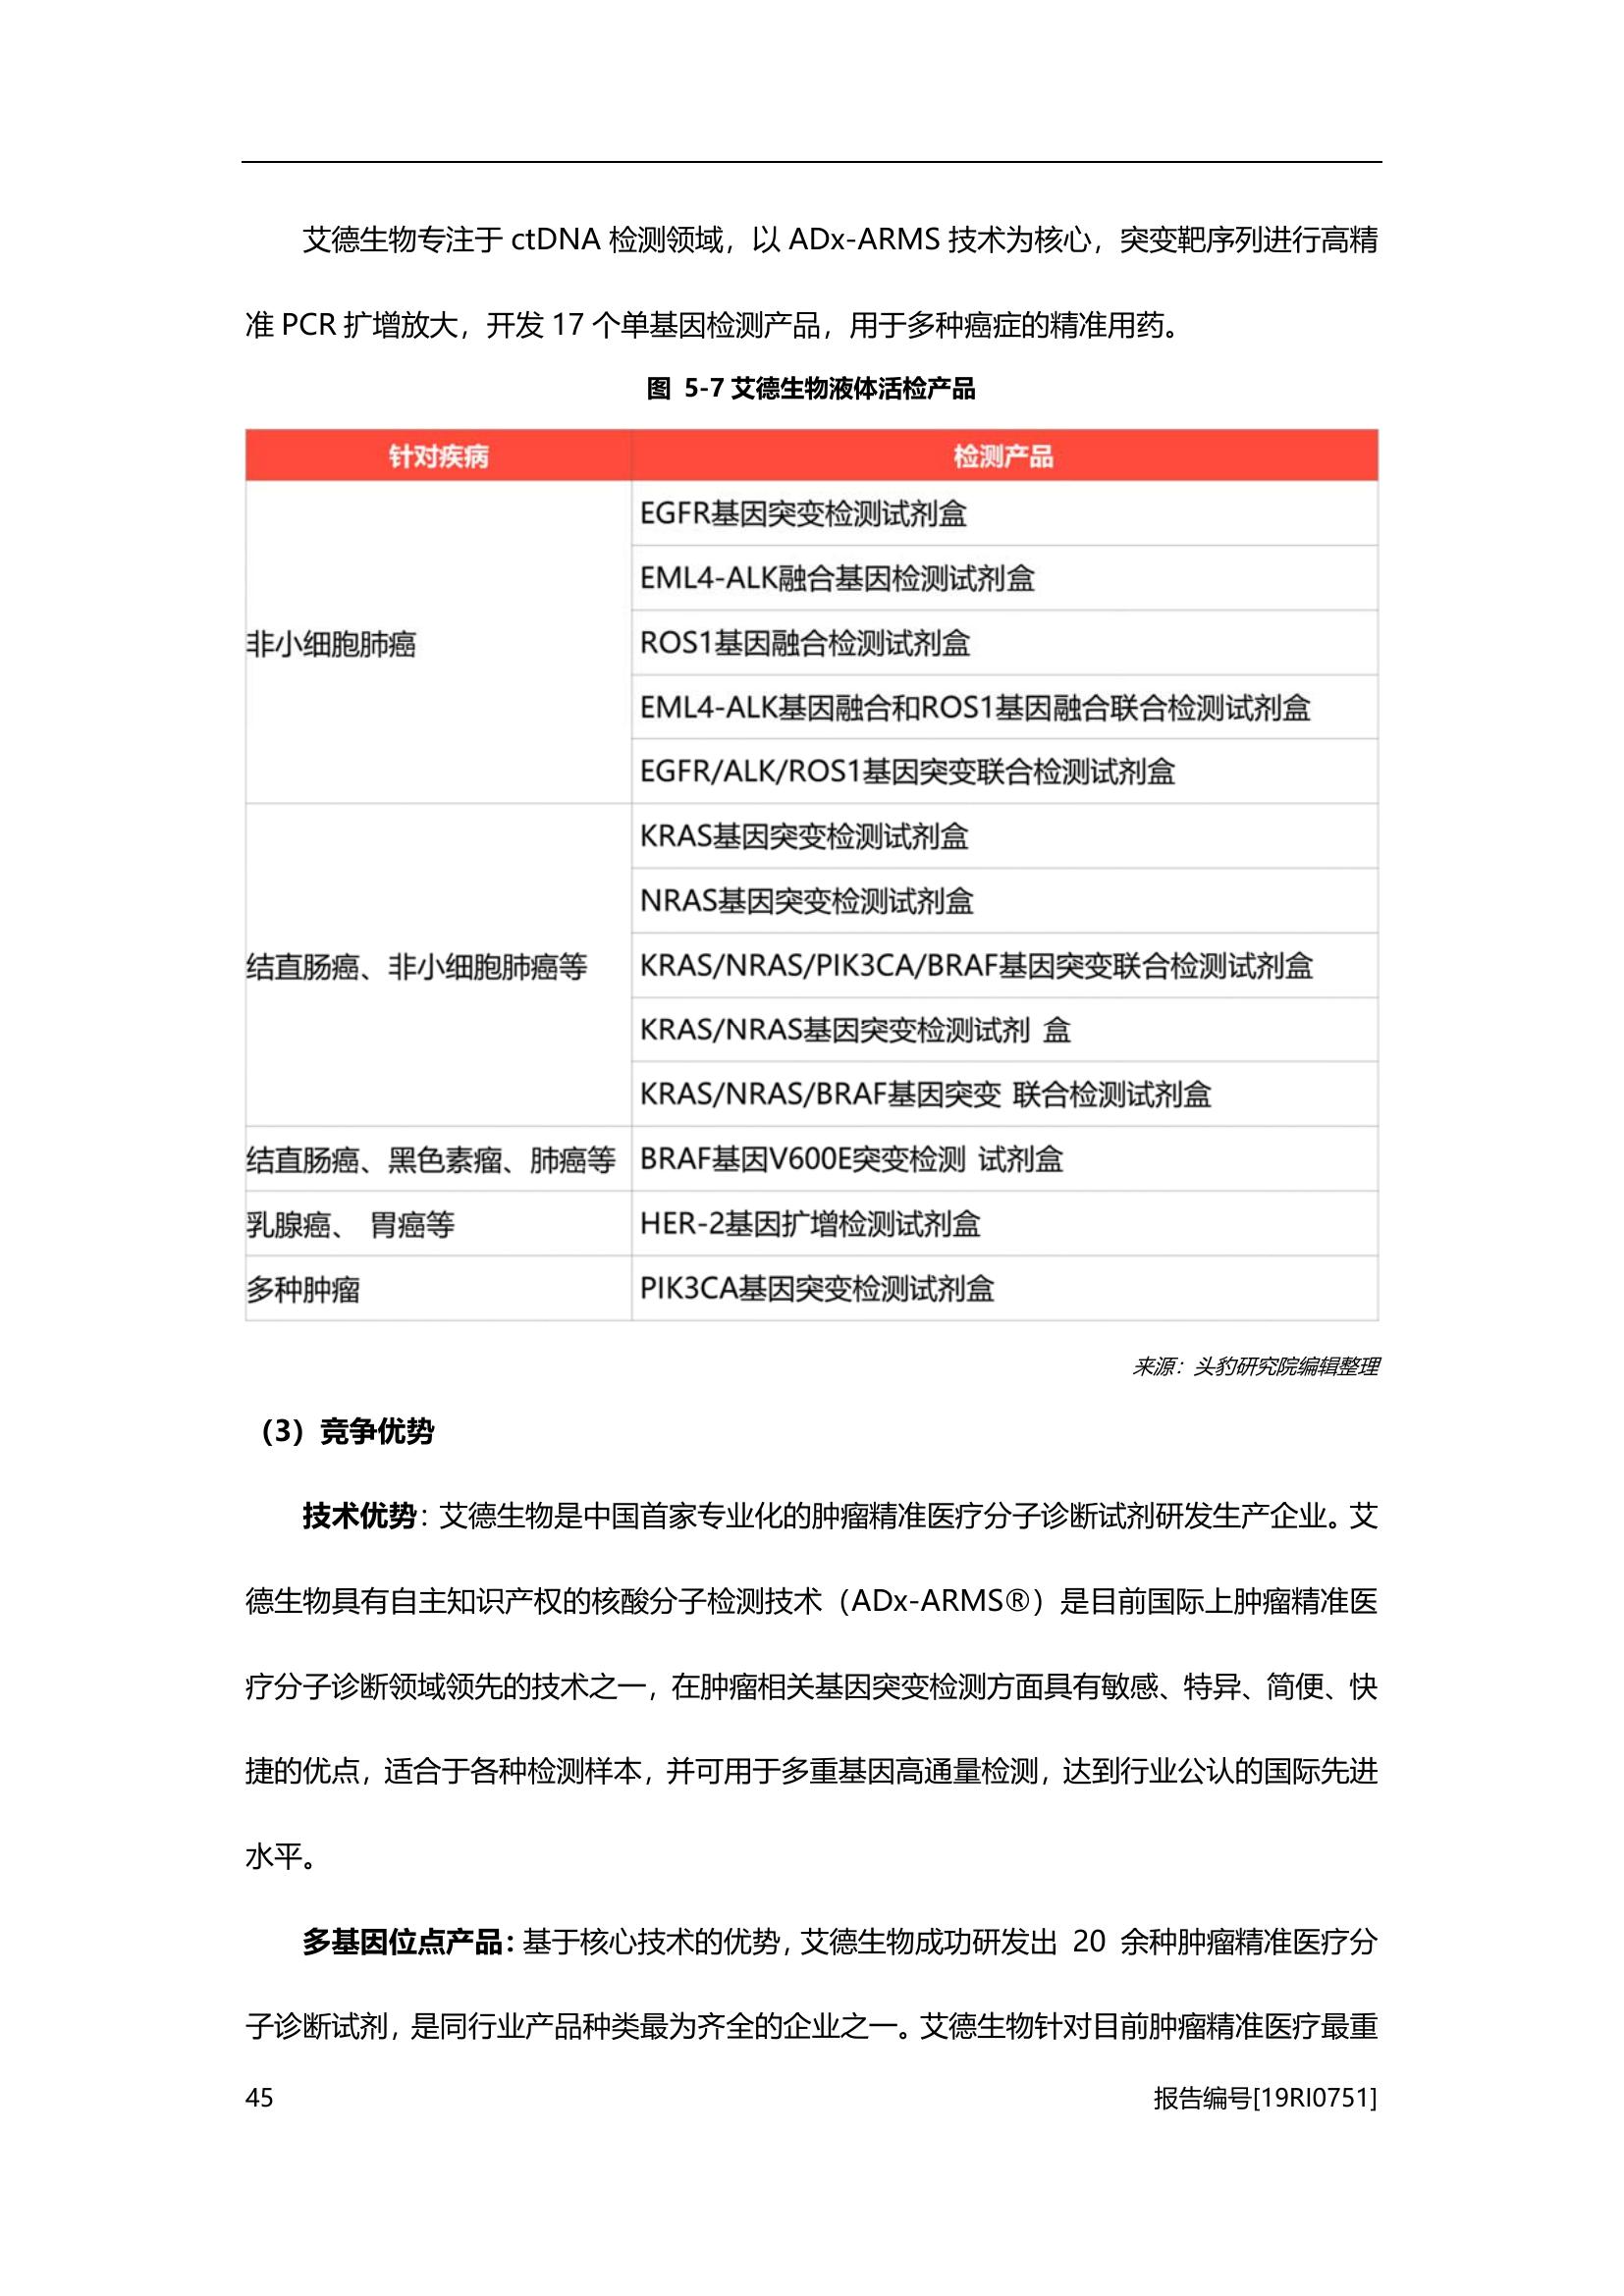 艾德生物专注于 ctDNA 检测领域，以 ADx-ARMS 技术为核心，突变靶序列进行高精
准 PCR 扩增放大，开发 17 个单基因检测产品，用于多种癌症的精准用药。
图 5-7 艾德生物液体活检产品
针对疾病 检测产品
EGFR基因突变检测试剂盒
EML4-ALK融合基因检测试剂盒
非小细胞肺癌 ROS1基因融合检测试剂盒
EML4-ALK基因融合和ROS1基因融合联合检测试剂盒
EGFR/ALK/ROS1基因突变联合检测试剂盒
KRAS基因突变检测试剂盒
NRAS基因突变检测试剂盒
结直肠癌、非小细胞肺癌等 KRAS/NRAS/PIK3CA/BRAF基因突变联合检测试剂盒
KRAS/NRAS基因突变检测试剂 盒
KRAS/NRAS/BRAF基因突变 联合检测试剂盒
结直肠癌、黑色素瘤、肺癌等 BRAF基因V600E突变检测 试剂盒
乳腺癌、 胃癌等 HER-2基因扩增检测试剂盒
多种肿瘤 PIK3CA基因突变检测试剂盒
来源：头豹研究院编辑整理
（3）竞争优势
技术优势：艾德生物是中国首家专业化的肿瘤精准医疗分子诊断试剂研发生产企业。艾
德生物具有自主知识产权的核酸分子检测技术（ADx-ARMS®）是目前国际上肿瘤精准医
疗分子诊断领域领先的技术之一，在肿瘤相关基因突变检测方面具有敏感、特异、简便、快
捷的优点，适合于各种检测样本，并可用于多重基因高通量检测，达到行业公认的国际先进
水平。
多基因位点产品：基于核心技术的优势，艾德生物成功研发出 20 余种肿瘤精准医疗分
子诊断试剂，是同行业产品种类最为齐全的企业之一。艾德生物针对目前肿瘤精准医疗最重
45 报告编号[19RI0751]